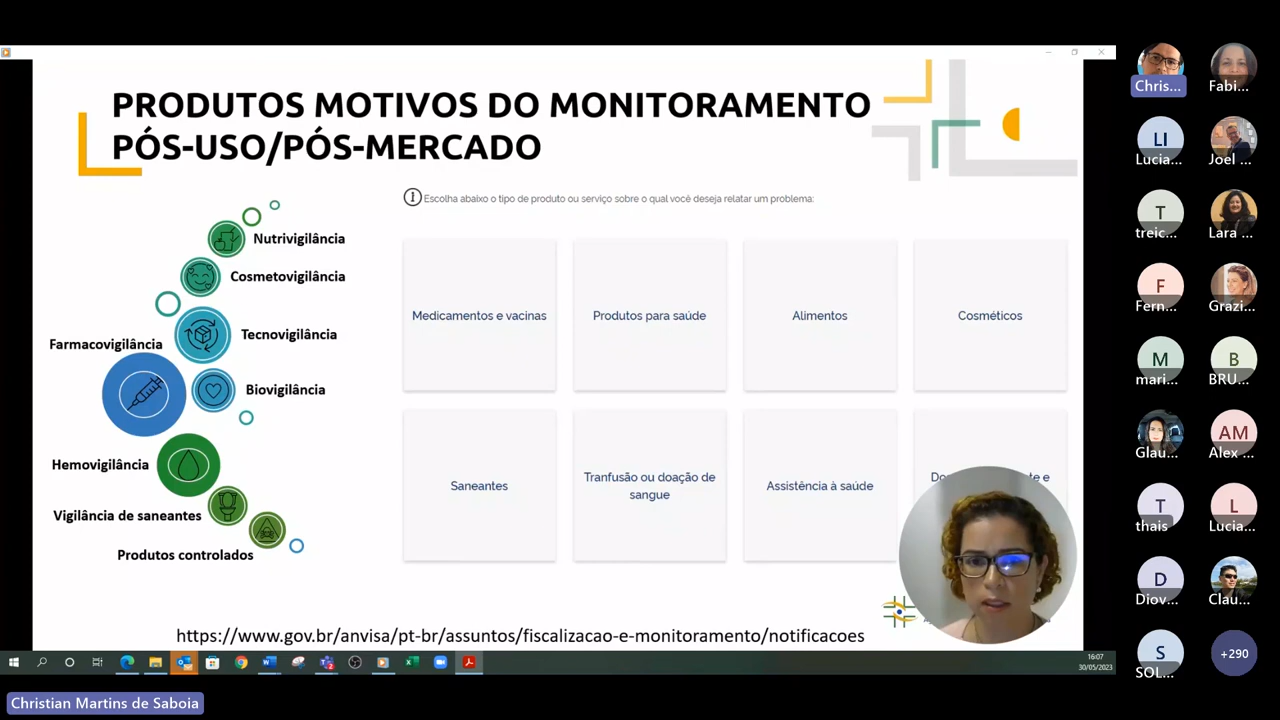 PRODUTOS MOTIVOS DO MONITORAMENTO
PÓS-USO/PÓS-MERCADO
Escolha abaixo o tipo de produto ou serviço sobre o qual você deseja relatar um problema:
Nutrivigilância
Cosmetovigilância
Tecnovigilância
Farmacovigilância
Biovigilância
Hemovigilância
Vigilância de saneantes
Produtos controlados
Medicamentos e vacinas
Produtos para saúde
Alimentos
Cosméticos
Saneantes
Tranfusão ou doação de
sangue
Assistência à saúde
https://www.gov.br/anvisa/pt-br/assuntos/fiscalizacao-e-monitoramento/notificacoes
16:07
30/05/2023
Christian Martins de Saboia
Chris...
Fabi...
LI
Lucia...
Joel ...
T
treic...
Lara ...
F
Fern...
Grazi...
M
mari...
B
BRU...
Glau...
AM
Alex ...
T
thais
L
Lucia...
D
Diov...
Clau...
S
SOL...
+290